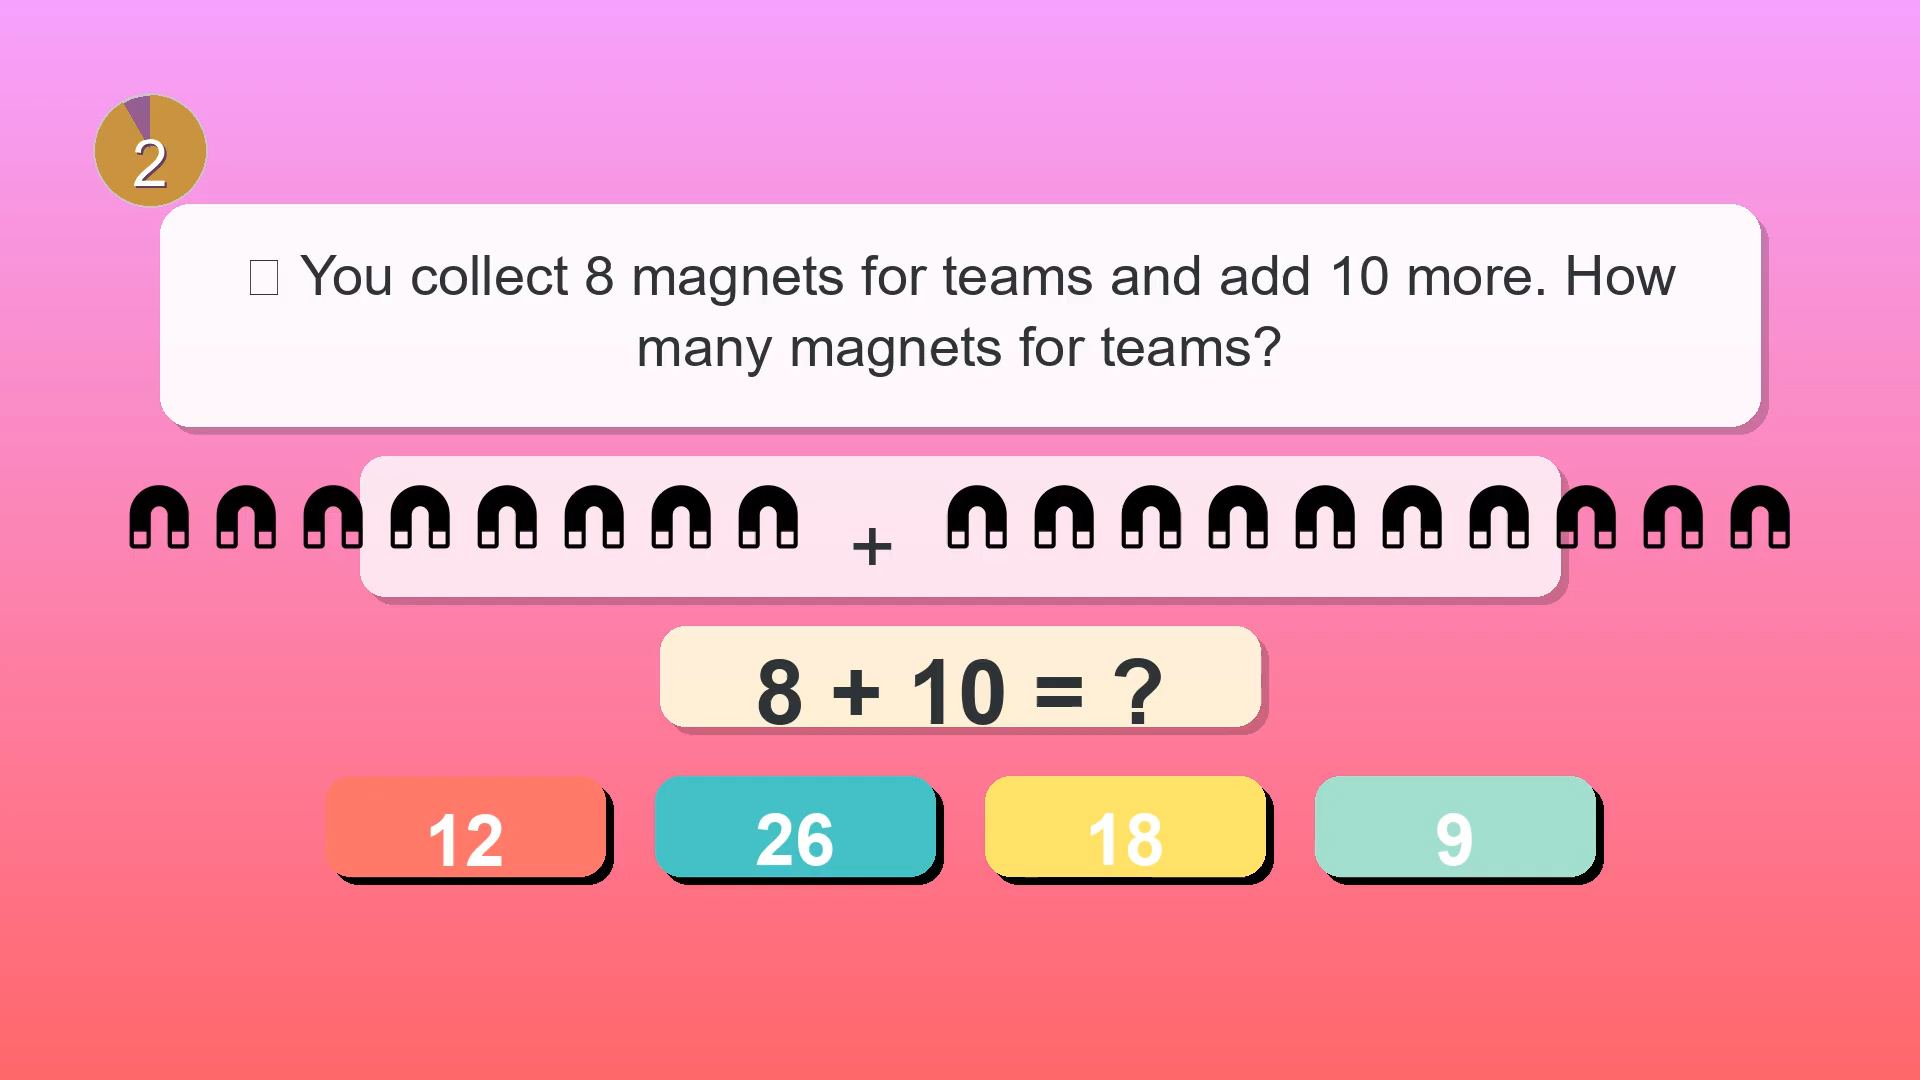 2
You collect 8 magnets for teams and add 10 more. How
many magnets for teams?
+
8 + 10 = ?
12 26 18 9